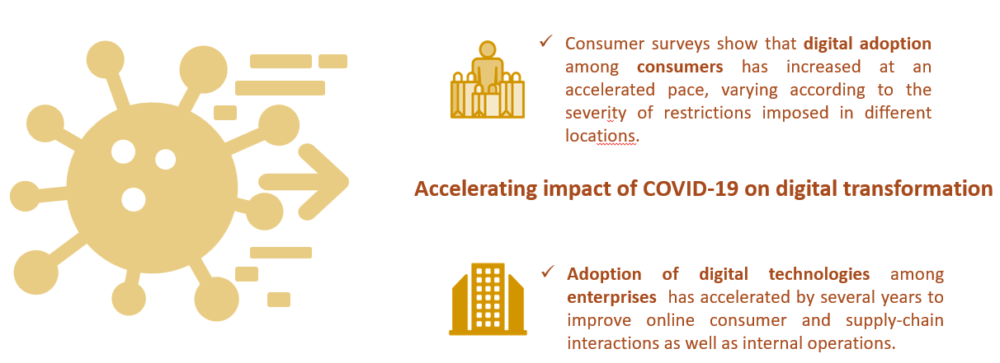 ✓ Consumer surveys show that digital adoption
among consumers has increased at an
accelerated pace, varying according to the
severity of restrictions imposed in different
locations.
Accelerating impact of COVID-19 on digital transformation
✓ Adoption of digital technologies among
enterprises has accelerated by several years to
improve online consumer and supply-chain
interactions as well as internal operations.